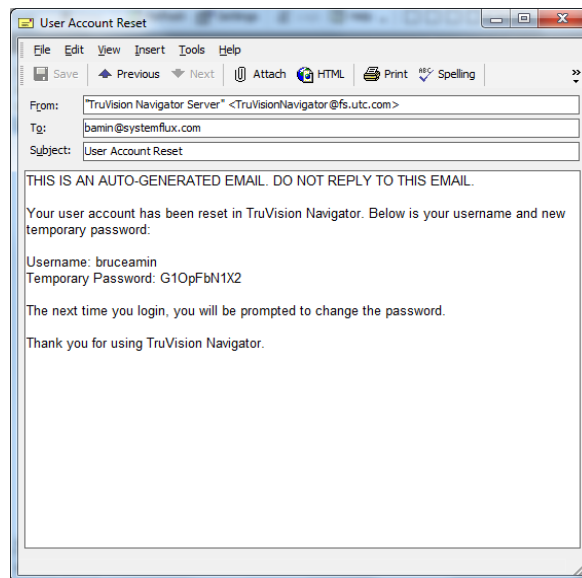 User Account Reset
File Edit View Insert Tools Help
Save Previous Next Attach HTML Print ABC Spelling »
From: "TruVision Navigator Server" <TruVisionNavigator@fs.utc.com>
To: bamin@systemflux.com
Subject: User Account Reset
THIS IS AN AUTO-GENERATED EMAIL. DO NOT REPLY TO THIS EMAIL.
Your user account has been reset in TruVision Navigator. Below is your username and new
temporary password:
Username: bruceamin
Temporary Password: G1OpFbN1X2
The next time you login, you will be prompted to change the password.
Thank you for using TruVision Navigator.